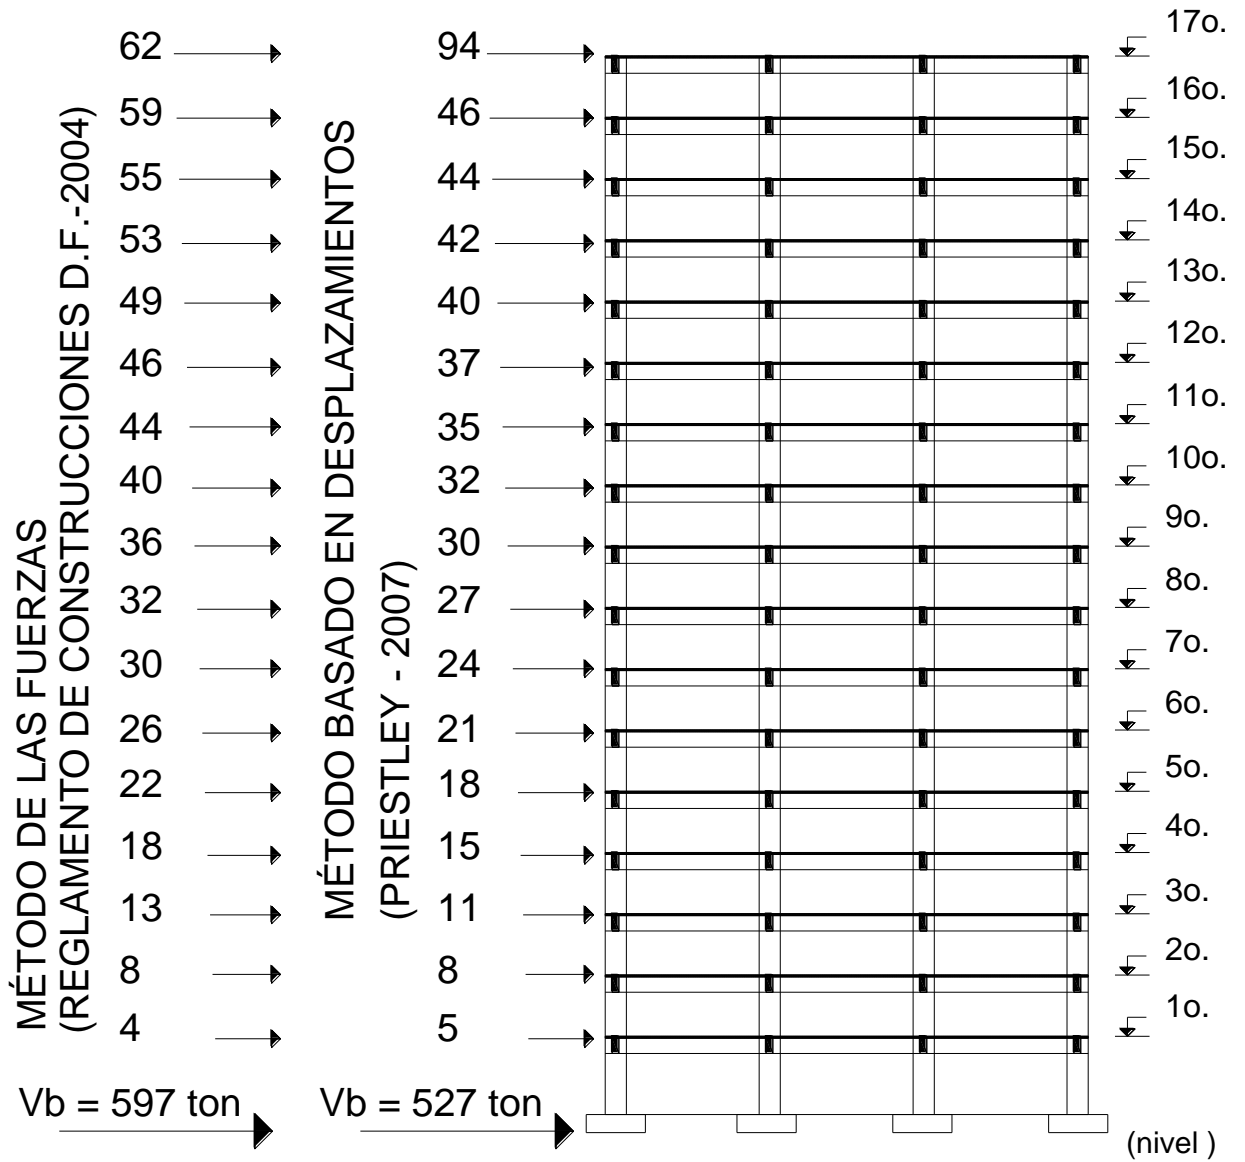 MÉTODO DE LAS FUERZAS
(REGLAMENTO DE CONSTRUCCIONES D.F.-2004)
MÉTODO BASADO EN DESPLAZAMIENTOS
(PRIESTLEY - 2007)
62 94 17o.
59 46 16o.
55 44 15o.
53 42 14o.
49 40 13o.
46 37 12o.
44 35 11o.
40 32 10o.
36 30 9o.
32 27 8o.
30 24 7o.
26 21 6o.
22 18 5o.
18 15 4o.
13 11 3o.
8 8 2o.
4 5 1o.
Vb = 597 ton Vb = 527 ton
(nivel )